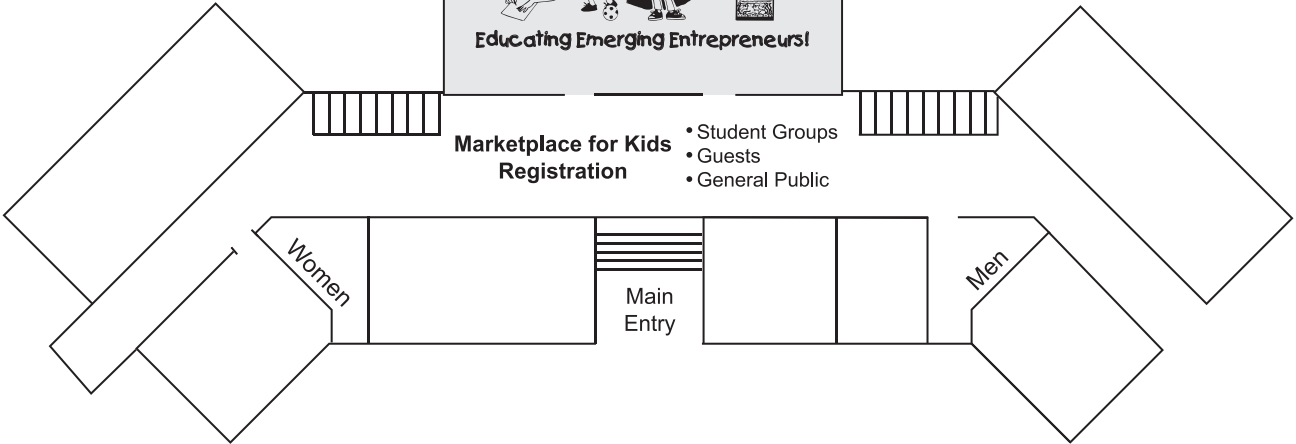 Educating Emerging Entrepreneurs!
Marketplace for Kids
Registration
• Student Groups
• Guests
• General Public
Women
Main
Entry
Men